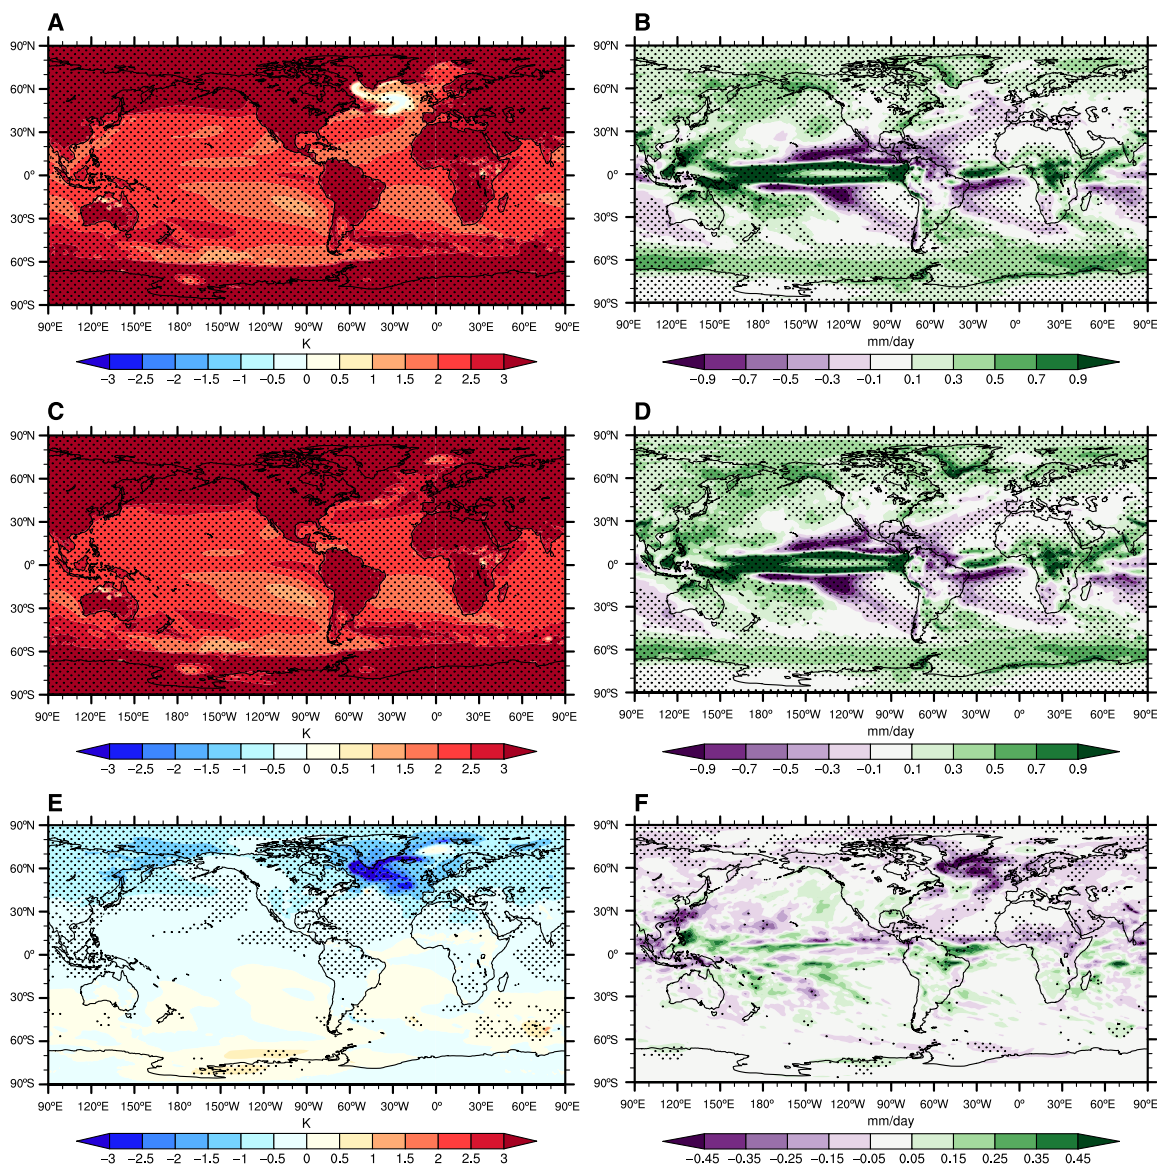 A B
90ºN 90ºN
60ºN 60ºN
30ºN 30ºN
0º 0º
30ºS 30ºS
60ºS 60ºS
90ºS 90ºS
90ºE 120ºE 150ºE 180º 150ºW 120ºW 90ºW 60ºW 30ºW 0º 30ºE 60ºE 90ºE 90ºE 120ºE 150ºE 180º 150ºW 120ºW 90ºW 60ºW 30ºW 0º 30ºE 60ºE 90ºE
K mm/day
−3 −2.5 −2 −1.5 −1 −0.5 0 0.5 1 1.5 2 2.5 3 −0.9 −0.7 −0.5 −0.3 −0.1 0.1 0.3 0.5 0.7 0.9
C D
90ºN 90ºN
60ºN 60ºN
30ºN 30ºN
0º 0º
30ºS 30ºS
60ºS 60ºS
90ºS 90ºS
90ºE 120ºE 150ºE 180º 150ºW 120ºW 90ºW 60ºW 30ºW 0º 30ºE 60ºE 90ºE 90ºE 120ºE 150ºE 180º 150ºW 120ºW 90ºW 60ºW 30ºW 0º 30ºE 60ºE 90ºE
K mm/day
−3 −2.5 −2 −1.5 −1 −0.5 0 0.5 1 1.5 2 2.5 3 −0.9 −0.7 −0.5 −0.3 −0.1 0.1 0.3 0.5 0.7 0.9
E F
90ºN 90ºN
60ºN 60ºN
30ºN 30ºN
0º 0º
30ºS 30ºS
60ºS 60ºS
90ºS 90ºS
90ºE 120ºE 150ºE 180º 150ºW 120ºW 90ºW 60ºW 30ºW 0º 30ºE 60ºE 90ºE 90ºE 120ºE 150ºE 180º 150ºW 120ºW 90ºW 60ºW 30ºW 0º 30ºE 60ºE 90ºE
K mm/day
−3 −2.5 −2 −1.5 −1 −0.5 0 0.5 1 1.5 2 2.5 3 −0.45 −0.35 −0.25 −0.15 −0.05 0.05 0.15 0.25 0.35 0.45